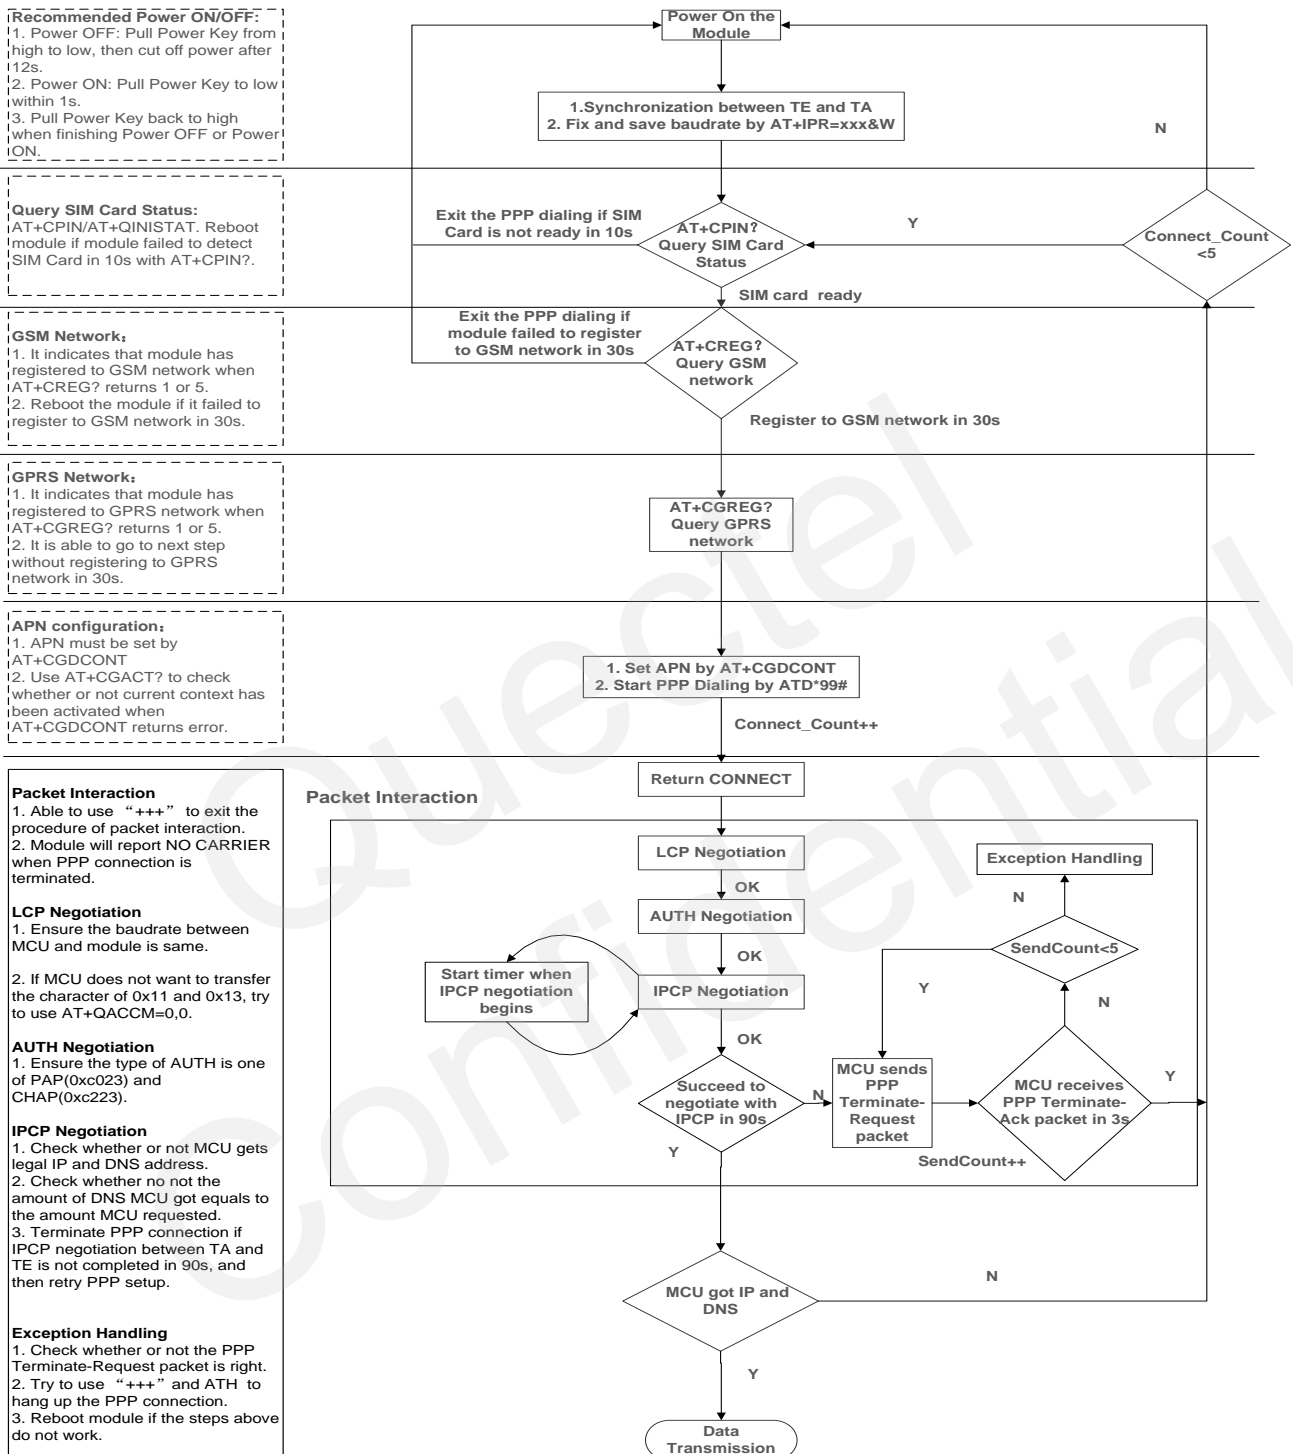 Recommended Power ON/OFF:
1. Power OFF: Pull Power Key from
high to low, then cut off power after
12s.
2. Power ON: Pull Power Key to low
within 1s.
3. Pull Power Key back to high
when finishing Power OFF or Power
ON.
Power On the
Module
1.Synchronization between TE and TA
2. Fix and save baudrate by AT+IPR=xxx&W
N
Query SIM Card Status:
AT+CPIN/AT+QINISTAT. Reboot
module if module failed to detect
SIM Card in 10s with AT+CPIN?.
Exit the PPP dialing if SIM
Card is not ready in 10s
AT+CPIN?
Query SIM Card
Status
Y
Connect_Count
<5
SIM card ready
GSM Network:
1. It indicates that module has
registered to GSM network when
AT+CREG? returns 1 or 5.
2. Reboot the module if it failed to
register to GSM network in 30s.
Exit the PPP dialing if
module failed to register
to GSM network in 30s
AT+CREG?
Query GSM
network
Register to GSM network in 30s
GPRS Network:
1. It indicates that module has
registered to GPRS network when
AT+CGREG? returns 1 or 5.
2. It is able to go to next step
without registering to GPRS
network in 30s.
AT+CGREG?
Query GPRS
network
APN configuration:
1. APN must be set by
AT+CGDCONT
2. Use AT+CGACT? to check
whether or not current context has
been activated when
AT+CGDCONT returns error.
1. Set APN by AT+CGDCONT
2. Start PPP Dialing by ATD*99#
Connect_Count++
Return CONNECT
Packet Interaction
1. Able to use “+++” to exit the
procedure of packet interaction.
2. Module will report NO CARRIER
when PPP connection is
terminated.
LCP Negotiation
1. Ensure the baudrate between
MCU and module is same.
2. If MCU does not want to transfer
the character of 0x11 and 0x13, try
to use AT+QACCM=0,0.
AUTH Negotiation
1. Ensure the type of AUTH is one
of PAP(0xc023) and
CHAP(0xc223).
IPCP Negotiation
1. Check whether or not MCU gets
legal IP and DNS address.
2. Check whether no not the
amount of DNS MCU got equals to
the amount MCU requested.
3. Terminate PPP connection if
IPCP negotiation between TA and
TE is not completed in 90s, and
then retry PPP setup.
Exception Handling
1. Check whether or not the PPP
Terminate-Request packet is right.
2. Try to use “+++” and ATH to
hang up the PPP connection.
3. Reboot module if the steps above
do not work.
Packet Interaction
LCP Negotiation
OK
AUTH Negotiation
OK
Start timer when
IPCP negotiation
begins
IPCP Negotiation
OK
Succeed to
negotiate with
IPCP in 90s
N
Y
MCU sends
PPP
Terminate-
Request
packet
SendCount++
MCU receives
PPP Terminate-
Ack packet in 3s
Y
N
SendCount<5
Y
N
Exception Handling
MCU got IP and
DNS
N
Y
Data
Transmission
Quectel
Confidential